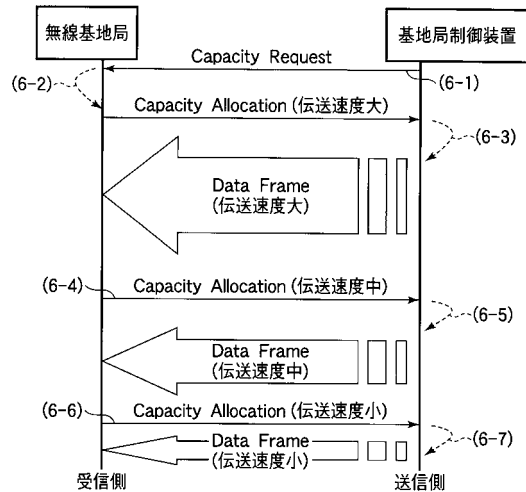 無線基地局
基地局制御装置
Capacity Request
(6-1)
(6-2)
Capacity Allocation (伝送速度大)
(6-3)
Data Frame
(伝送速度大)
(6-4)
Capacity Allocation (伝送速度中)
(6-5)
Data Frame
(伝送速度中)
(6-6)
Capacity Allocation (伝送速度小)
(6-7)
Data Frame
(伝送速度小)
受信側
送信側